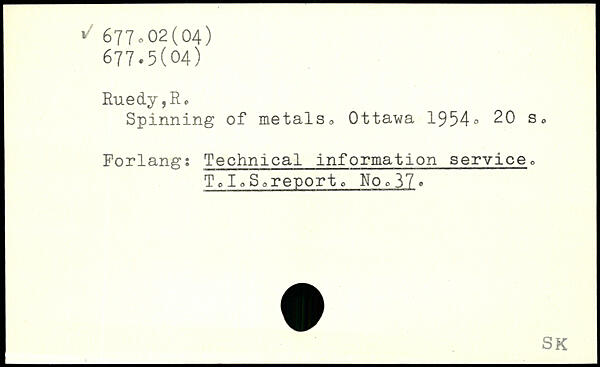 ✓ 677.02(04)
677.5(04)
Ruedy,R.
Spinning of metals. Ottawa 1954. 20 s.
Forlang: Technical information service.
T.I.S.report. No.37.
SK